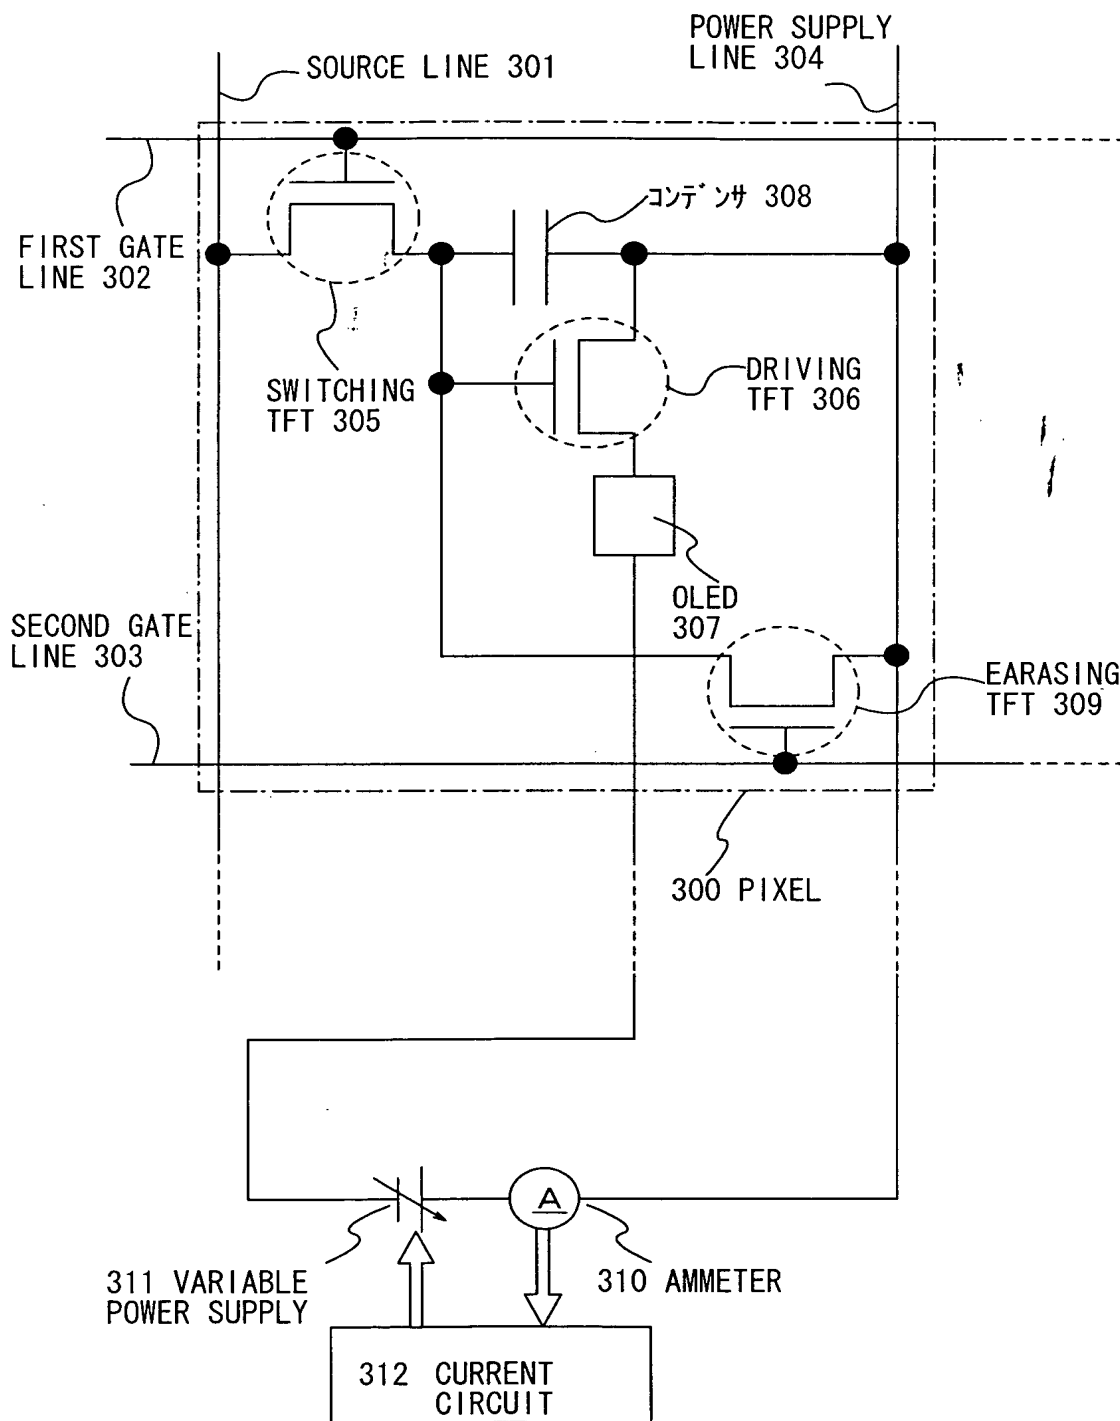 POWER SUPPLY
LINE 304
SOURCE LINE 301
コンデンサ 308
FIRST GATE
LINE 302
SWITCHING
TFT 305
DRIVING
TFT 306
OLED
307
SECOND GATE
LINE 303
EARASING
TFT 309
300 PIXEL
A
311 VARIABLE
POWER SUPPLY
310 AMMETER
312 CURRENT
CIRCUIT